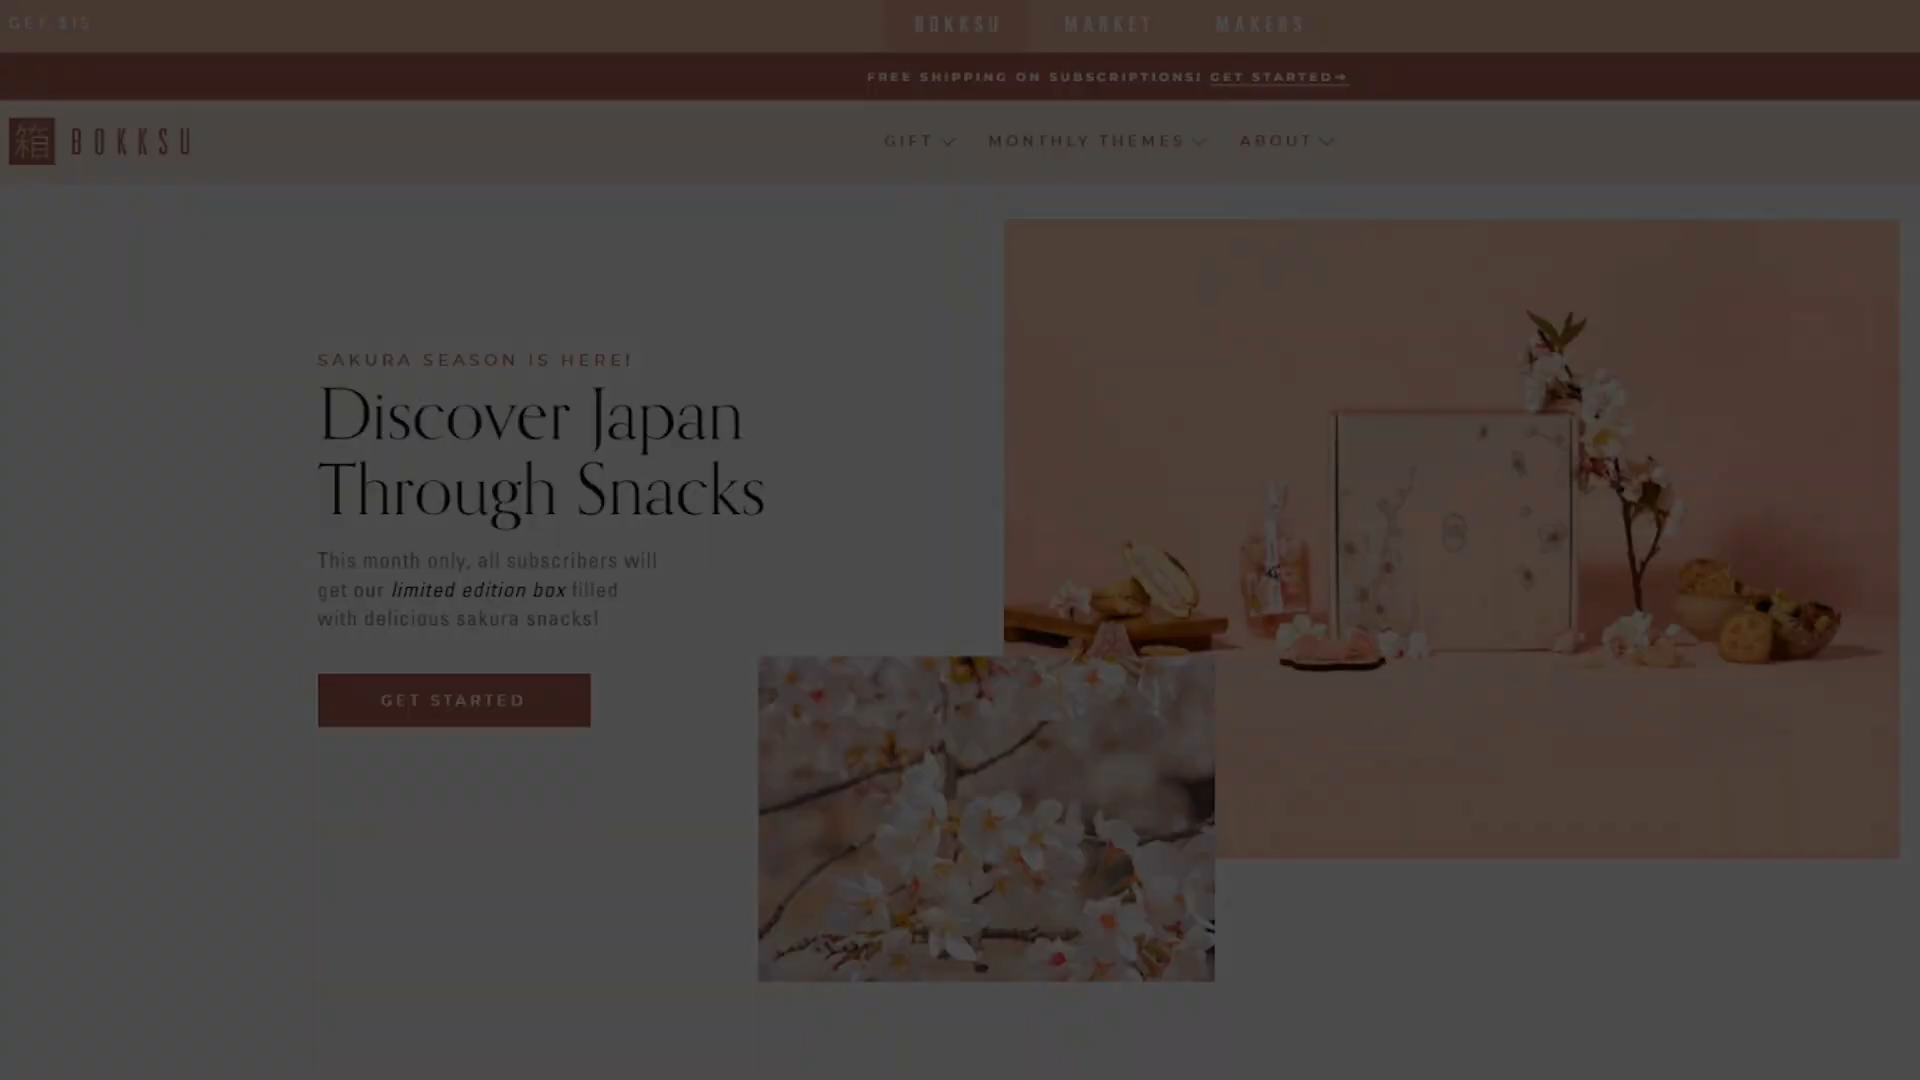 GET $15
BOKKSU MARKET MAKERS
FREE SHIPPING ON SUBSCRIPTIONS! GET STARTED→
箱 BOKKSU
GIFT MONTHLY THEMES ABOUT
SAKURA SEASON IS HERE!
Discover Japan
Through Snacks
This month only, all subscribers will
get our limited edition box filled
with delicious sakura snacks!
GET STARTED